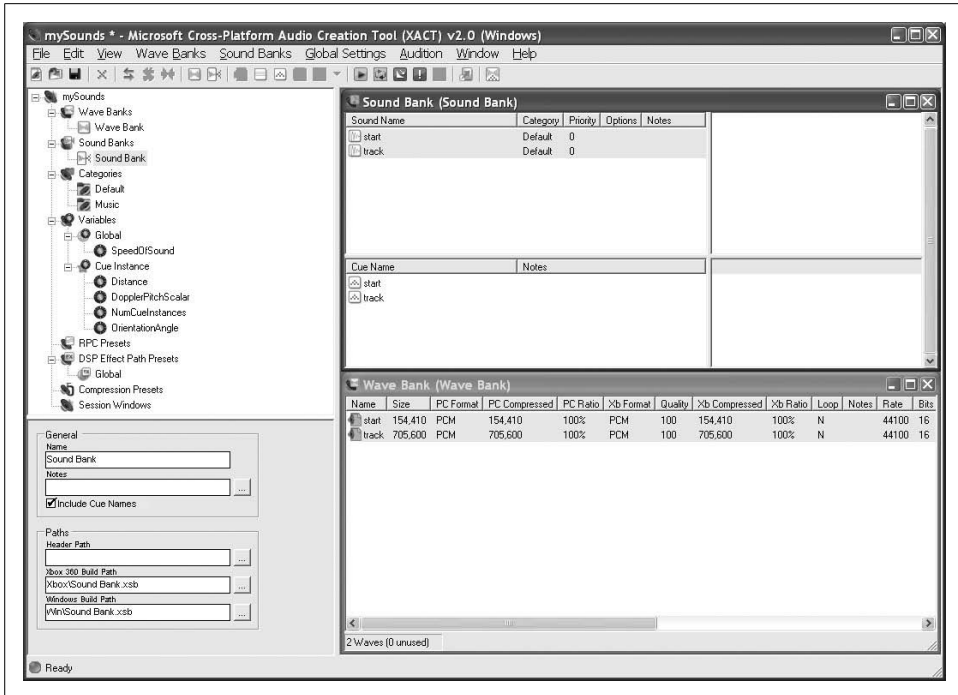 mySounds * - Microsoft Cross-Platform Audio Creation Tool (XACT) v2.0 (Windows)
File Edit View Wave Banks Sound Banks Global Settings Audition Window Help
mySounds
Wave Banks
Wave Bank
Sound Banks
Sound Bank
Categories
Default
Music
Variables
Global
SpeedOfSound
Cue Instance
Distance
DopplerPitchScalar
NumCueInstances
OrientationAngle
RPC Presets
DSP Effect Path Presets
Global
Compression Presets
Session Windows
General
Name
Sound Bank
Notes
...
Include Cue Names
Paths
Header Path
...
Xbox 360 Build Path
Xbox\Sound Bank.xsb ...
Windows Build Path
Win\Sound Bank.xsb ...
Sound Bank (Sound Bank)
Sound Name Category Priority Options Notes
start Default 0
track Default 0
Cue Name Notes
start
track
Wave Bank (Wave Bank)
Name Size PC Format PC Compressed PC Ratio Xb Format Quality Xb Compressed Xb Ratio Loop Notes Rate Bits
start 154,410 PCM 154,410 100% PCM 100 154,410 100% N 44100 16
track 705,600 PCM 705,600 100% PCM 100 705,600 100% N 44100 16
2 Waves (0 unused)
Ready